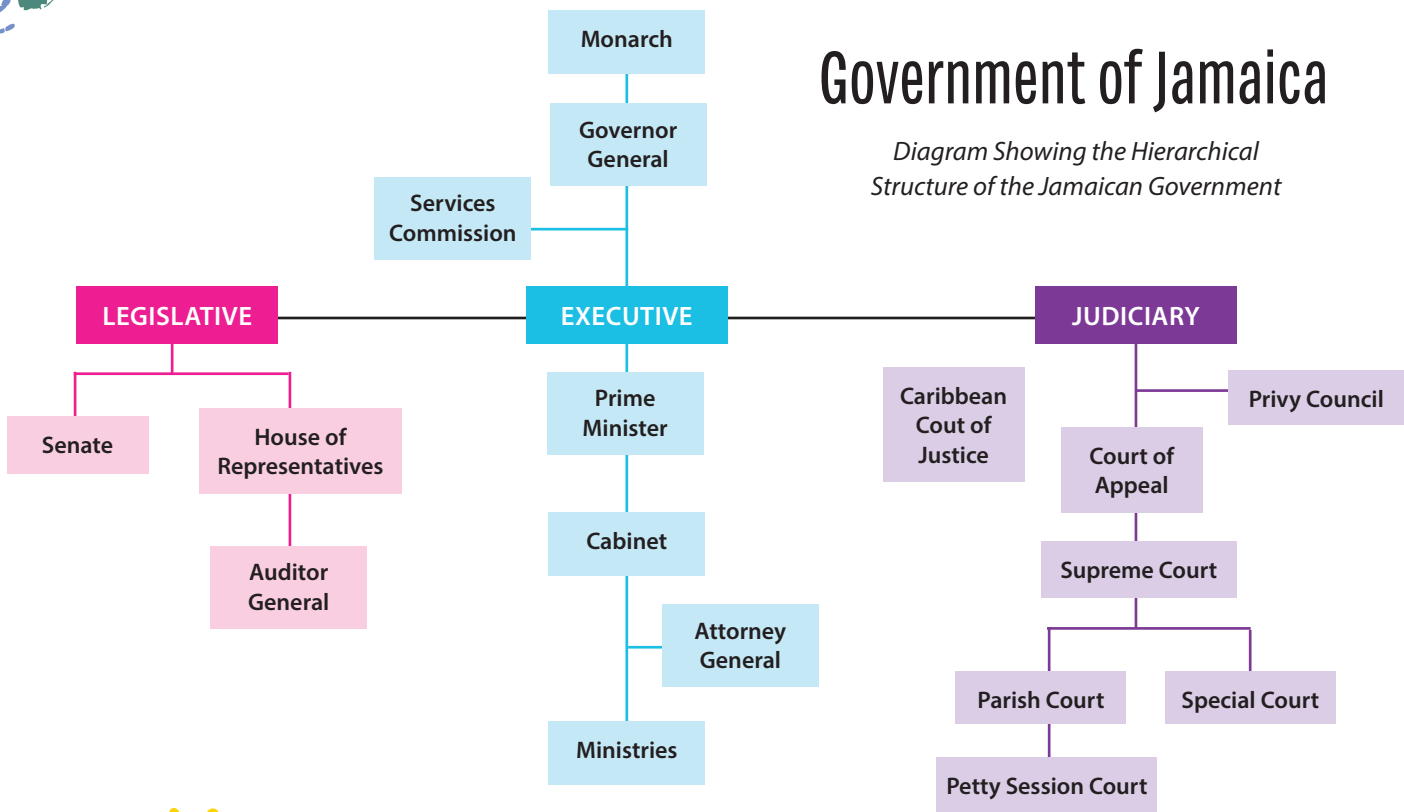 Government of Jamaica
Diagram Showing the Hierarchical
Structure of the Jamaican Government
Monarch
Governor
General
Services
Commission
LEGISLATIVE
EXECUTIVE
JUDICIARY
Senate
House of
Representatives
Auditor
General
Prime
Minister
Cabinet
Attorney
General
Ministries
Caribbean
Cout of
Justice
Privy Council
Court of
Appeal
Supreme Court
Parish Court
Special Court
Petty Session Court